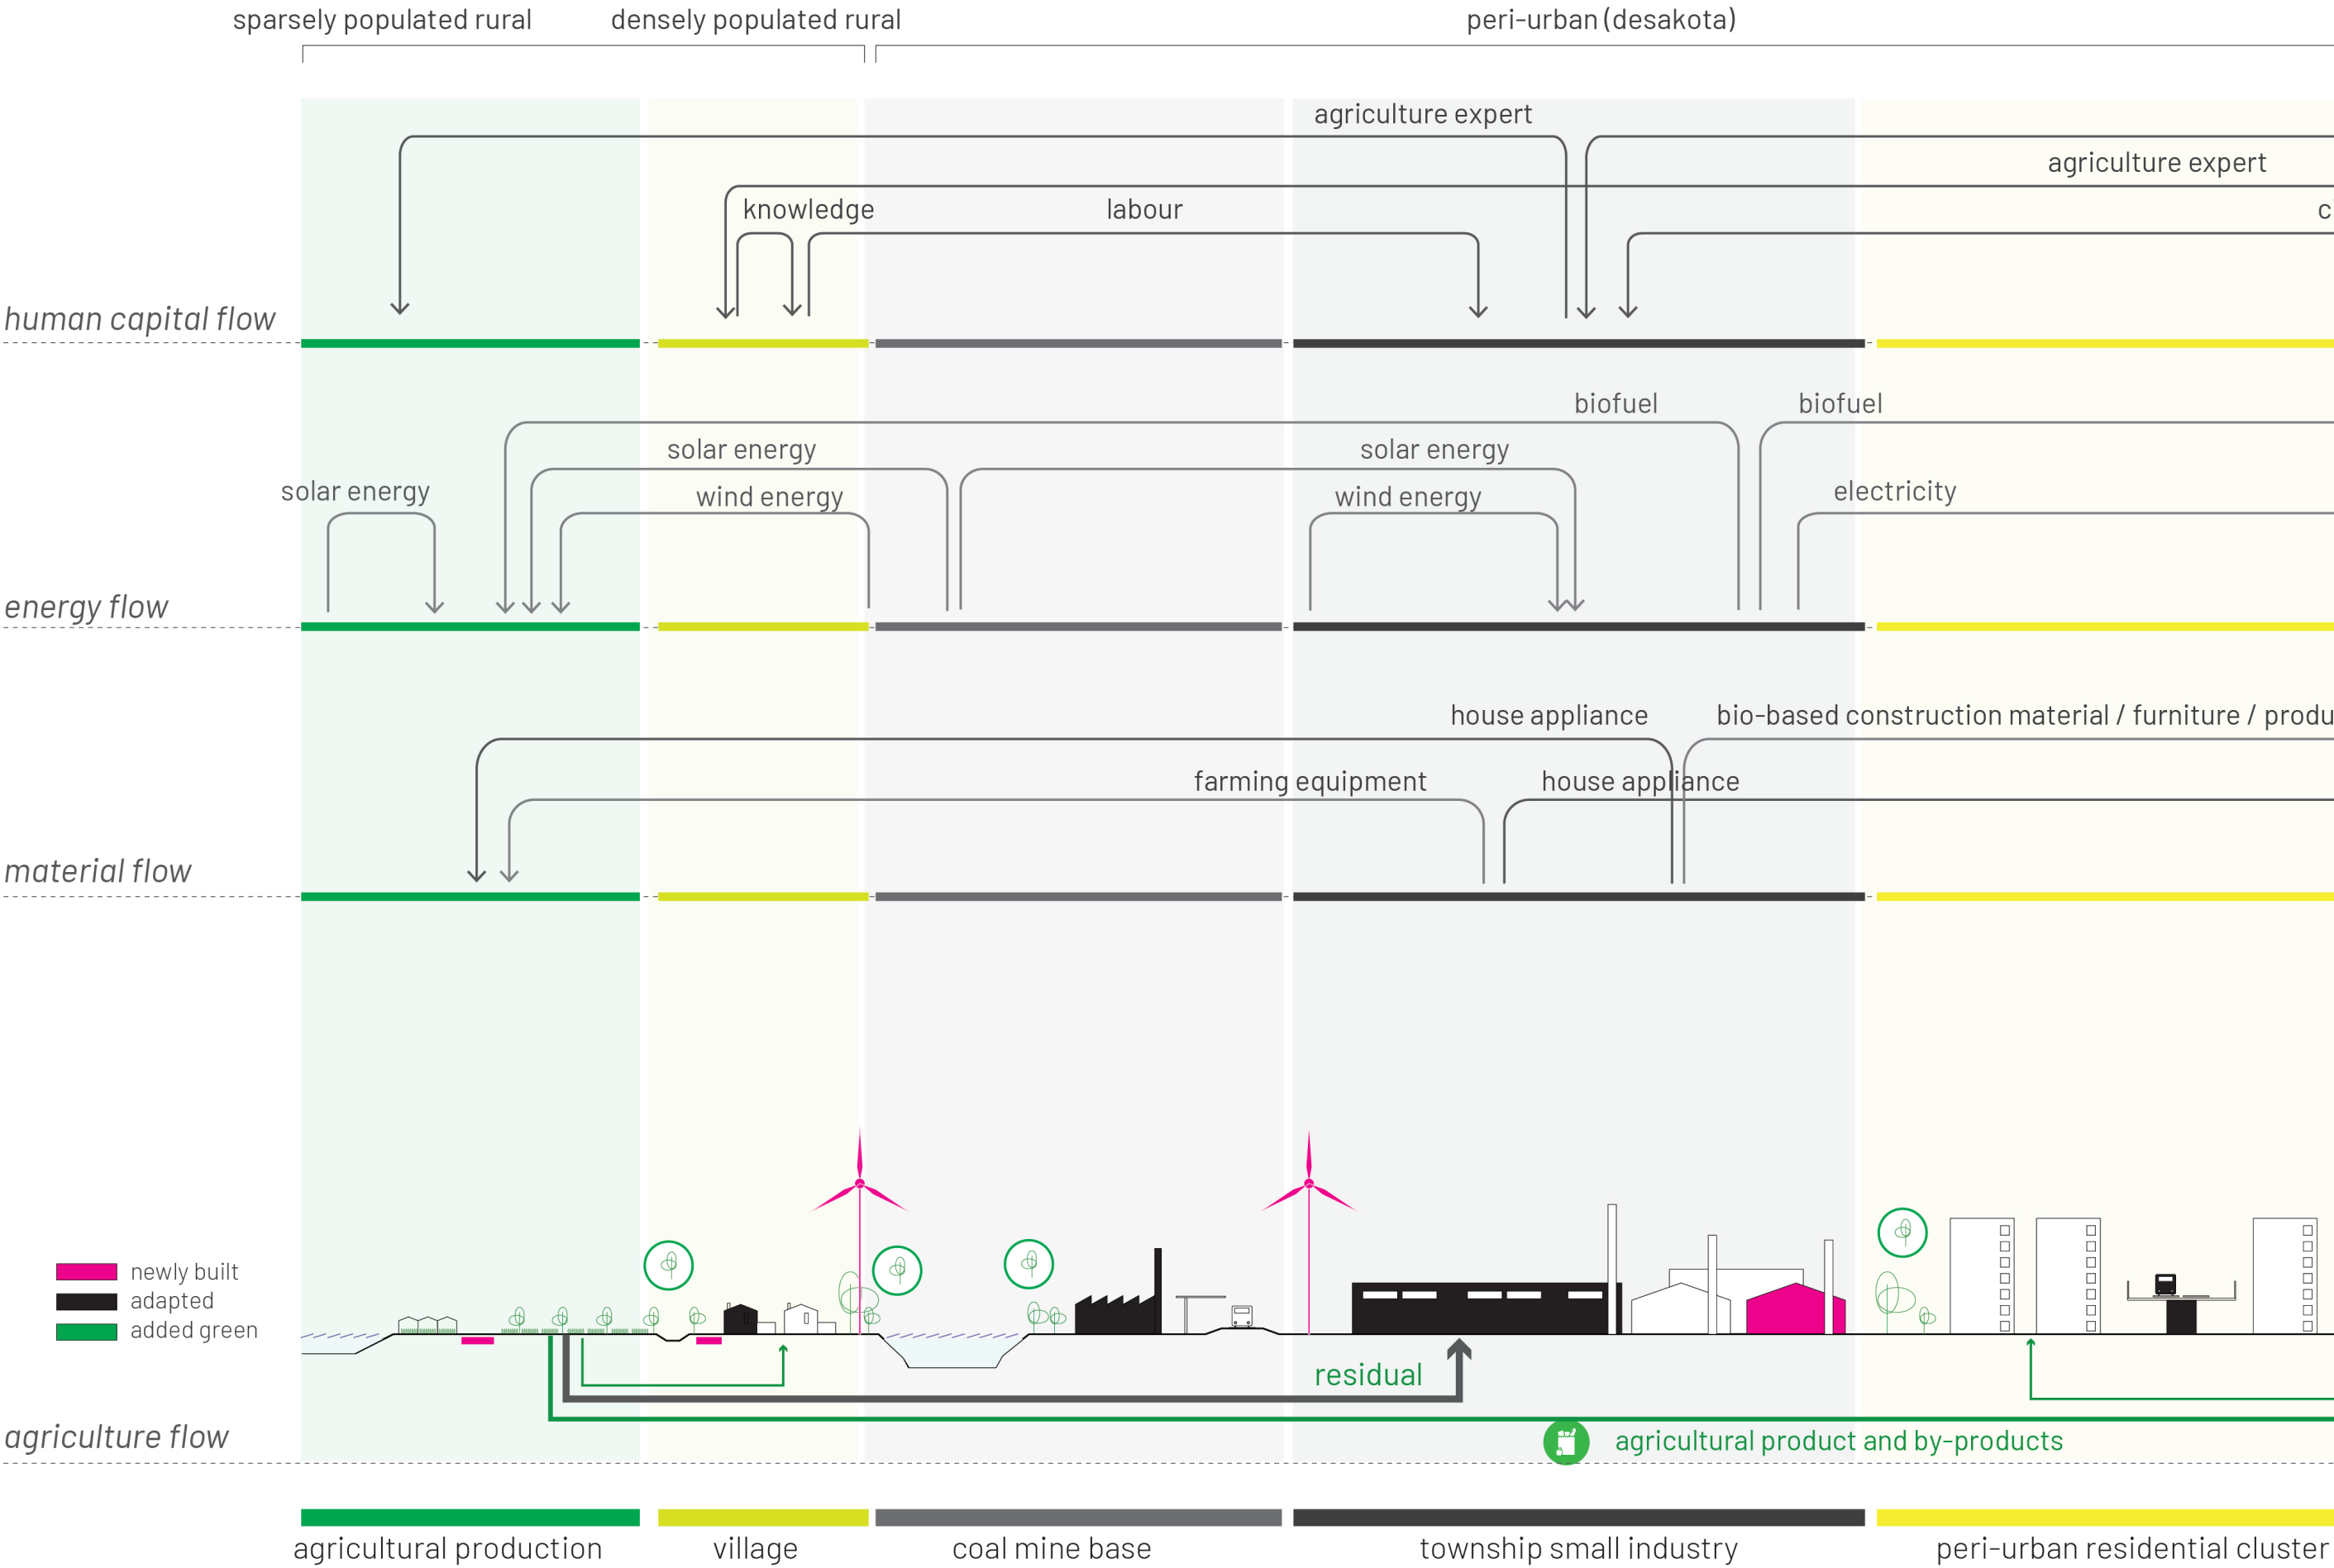 sparsely populated rural
densely populated rural
peri-urban (desakota)
agriculture expert
agriculture expert
knowledge
labour
c
human capital flow
biofuel
biofuel
solar energy
solar energy
solar energy
wind energy
wind energy
electricity
energy flow
house appliance
bio-based construction material / furniture / produ
farming equipment
house appliance
material flow
newly built
adapted
added green
residual
agriculture flow
agricultural product and by-products
agricultural production
village
coal mine base
township small industry
peri-urban residential cluster